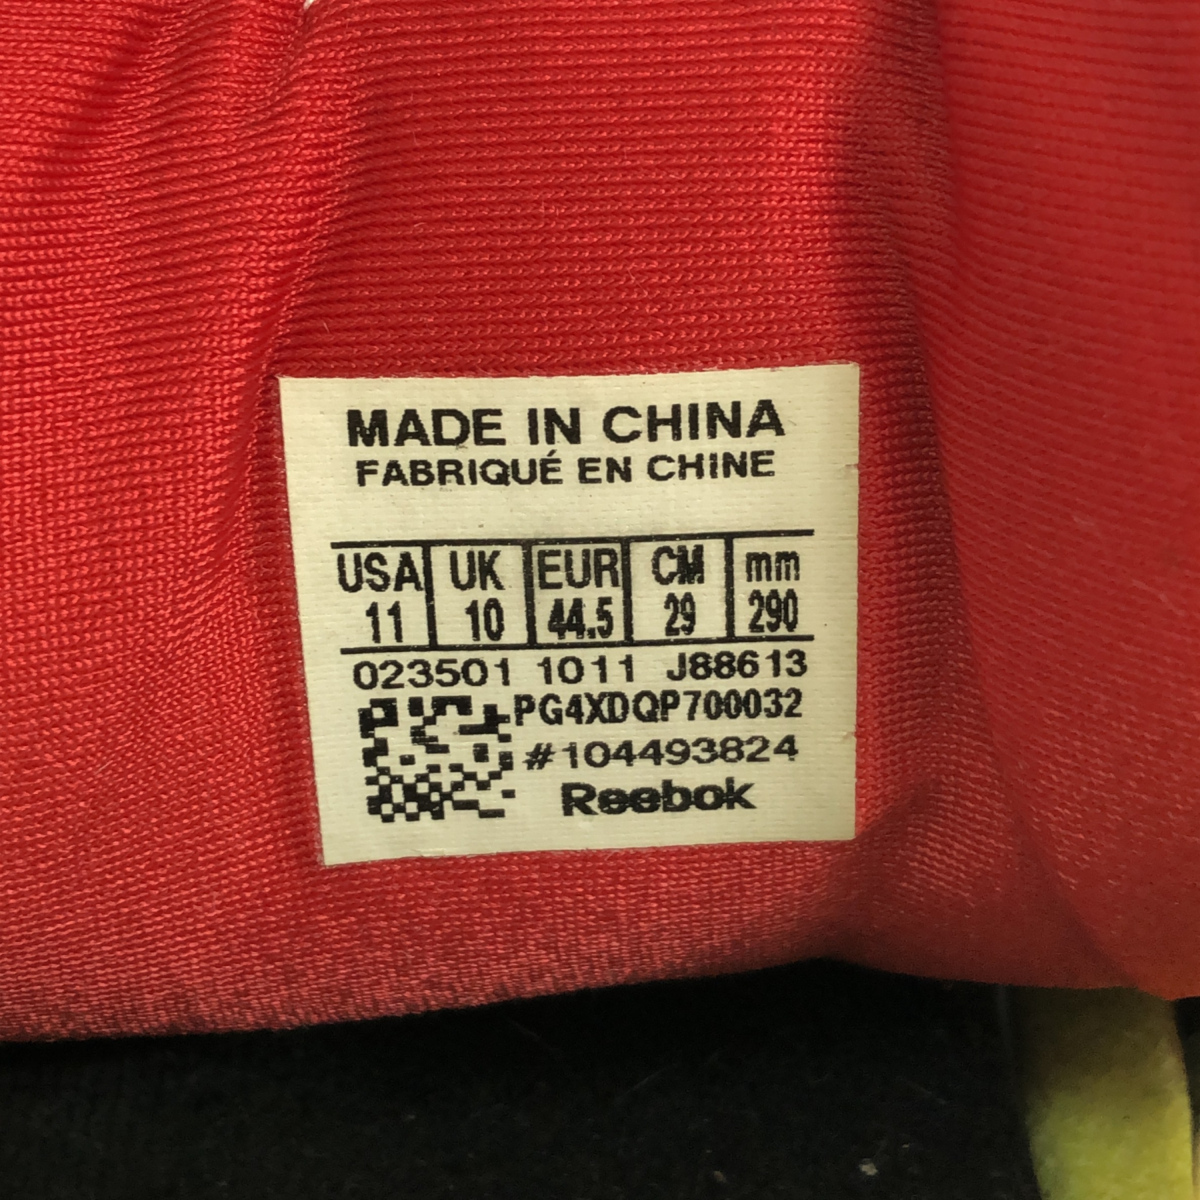 MADE IN CHINA
FABRIQUÉ EN CHINE
USA UK EUR CM mm
11 10 44.5 29 290
023501 1011 J88613
PG4XDQP700032
#104493824
Reebok